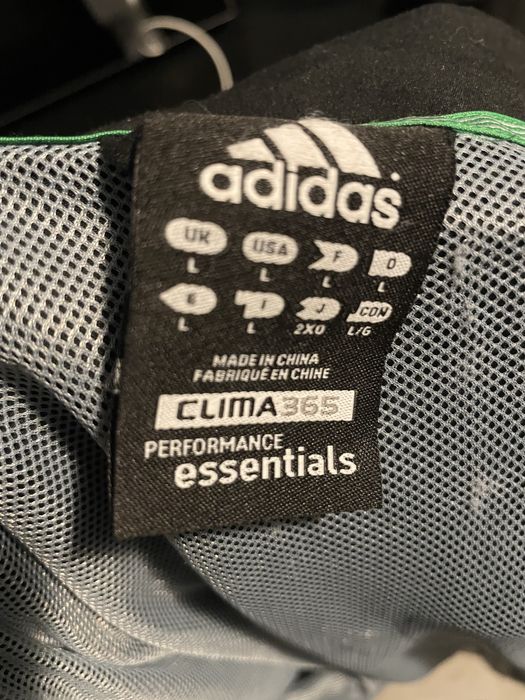 adidas
UK USA F D
L L L L
E I J CDN
L L 2XO L/G
MADE IN CHINA
FABRIQUÉ EN CHINE
CLIMA365
PERFORMANCE
essentials